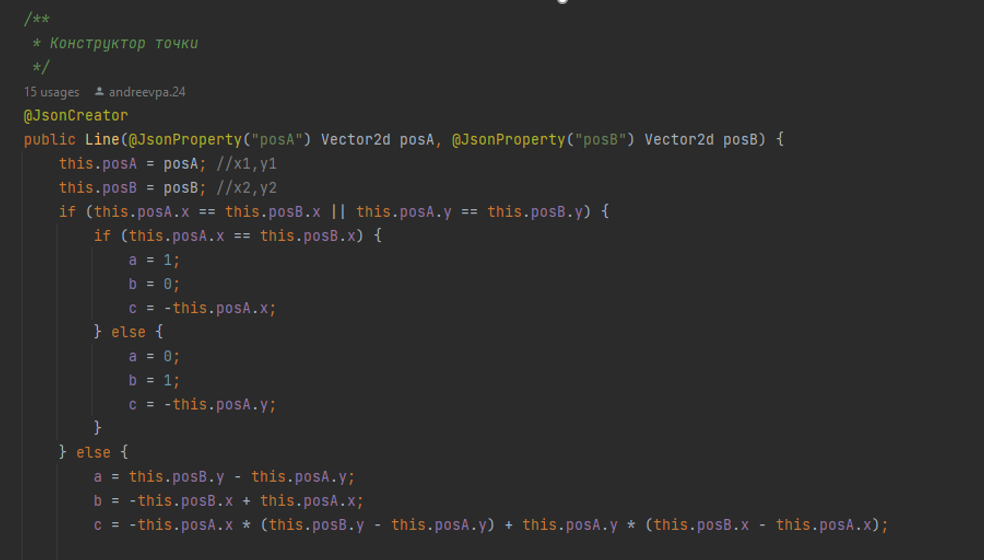 /**
 * Конструктор точки
 */
15 usages andreevpa.24
@JsonCreator
public Line(@JsonProperty("posA") Vector2d posA, @JsonProperty("posB") Vector2d posB) {
    this.posA = posA; //x1,y1
    this.posB = posB; //x2,y2
    if (this.posA.x == this.posB.x || this.posA.y == this.posB.y) {
        if (this.posA.x == this.posB.x) {
            a = 1;
            b = 0;
            c = -this.posA.x;
        } else {
            a = 0;
            b = 1;
            c = -this.posA.y;
        }
    } else {
        a = this.posB.y - this.posA.y;
        b = -this.posB.x + this.posA.x;
        c = -this.posA.x * (this.posB.y - this.posA.y) + this.posA.y * (this.posB.x - this.posA.x);